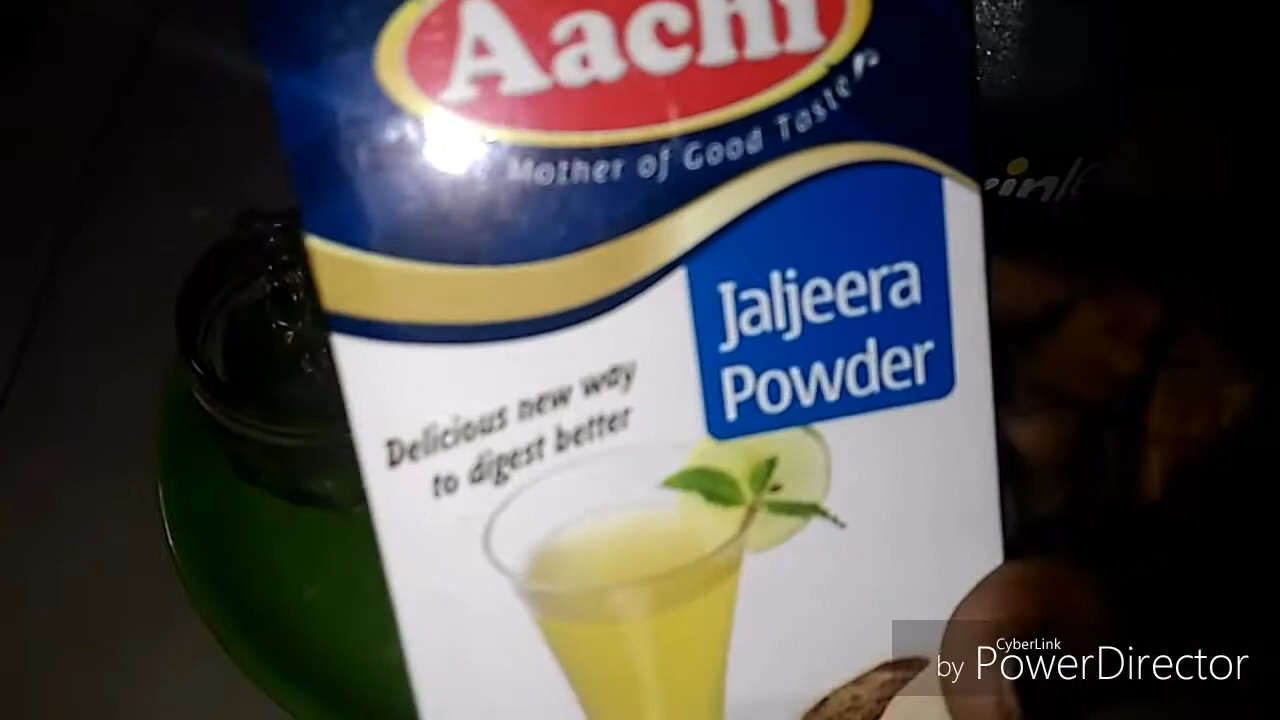 Aachi
Mother of Good Taste
Jaljeera
Powder
Delicious new way
to digest better
CyberLink
by PowerDirector